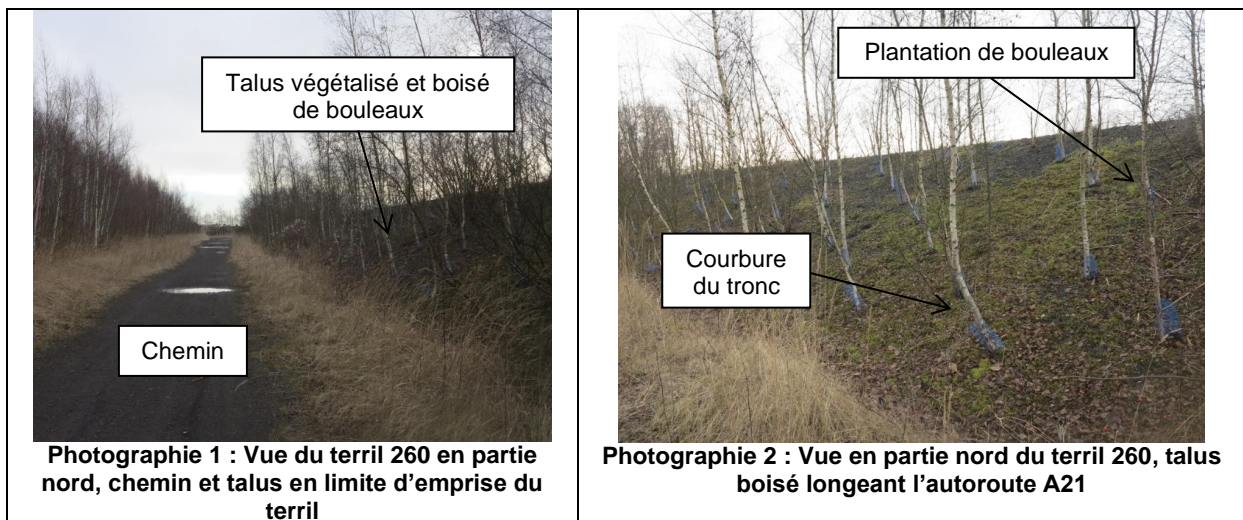 Talus végétalisé et boisé
de bouleaux
Chemin
Photographie 1 : Vue du terril 260 en partie
nord, chemin et talus en limite d'emprise du
terril
Plantation de bouleaux
Courbure
du tronc
Photographie 2 : Vue en partie nord du terril 260, talus
boisé longeant l'autoroute A21